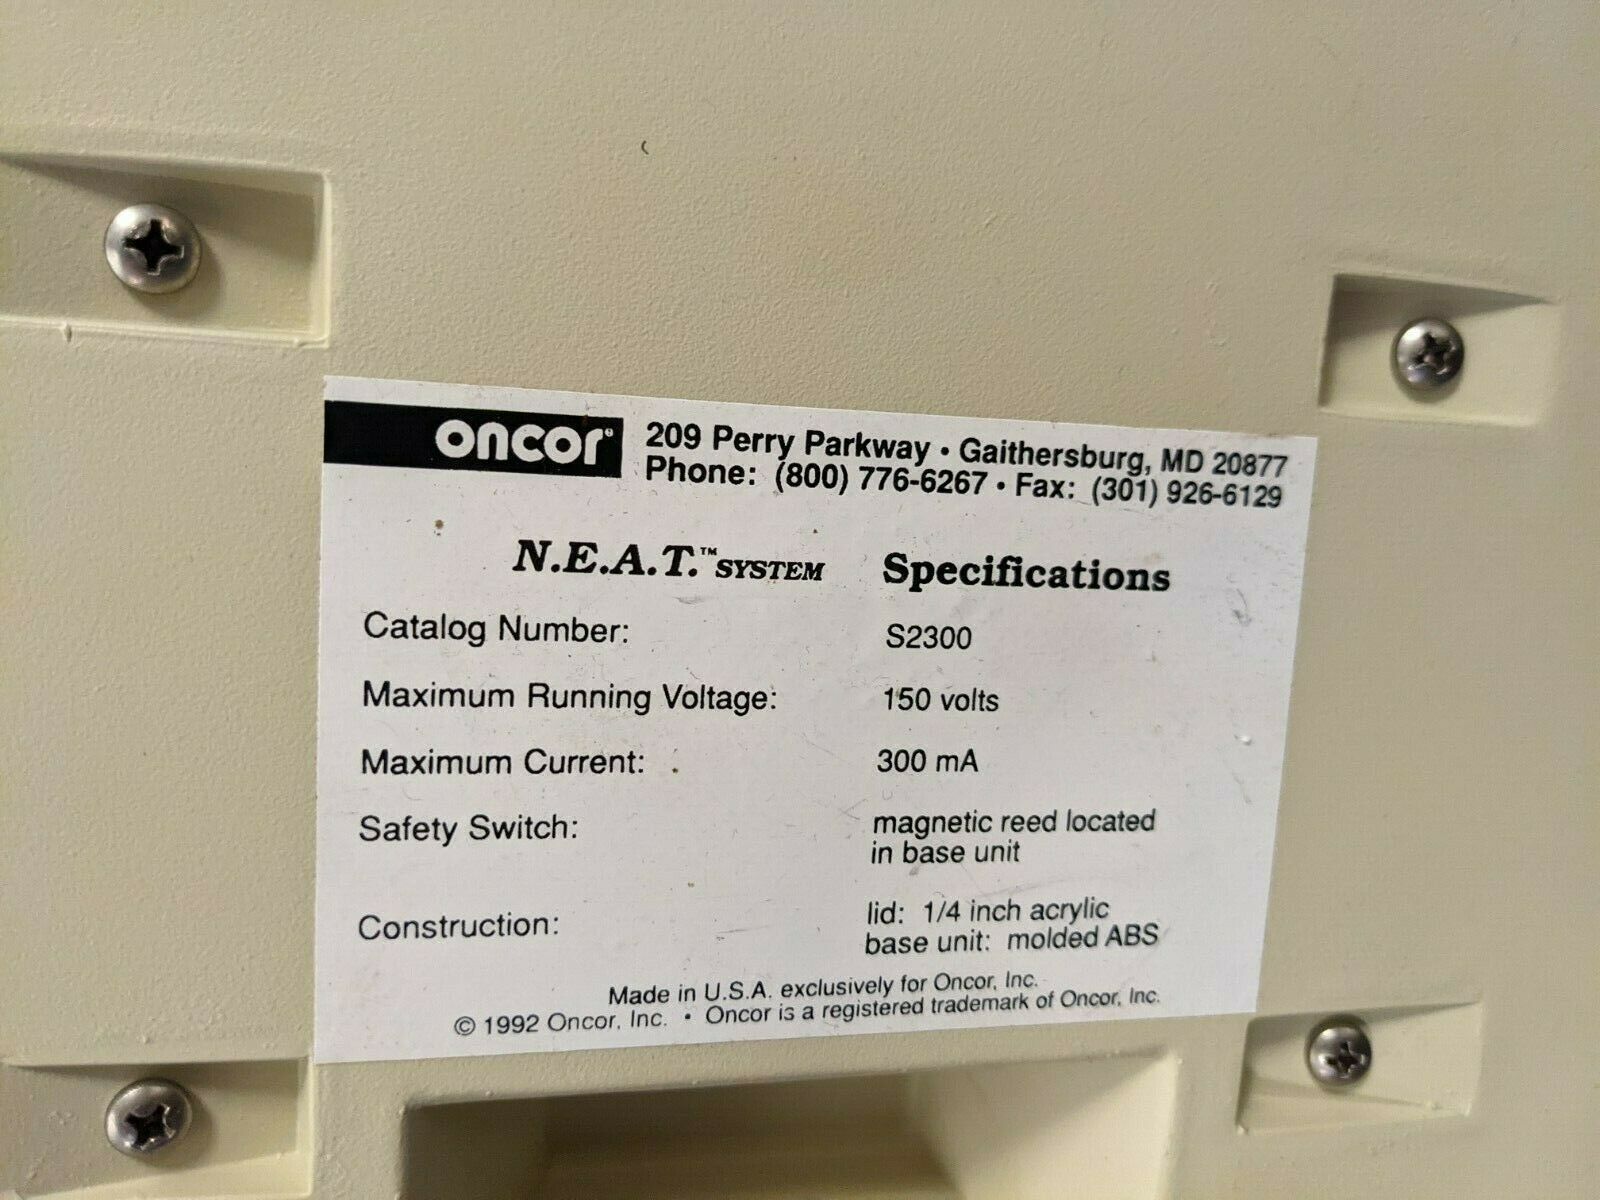 oncor® 209 Perry Parkway • Gaithersburg, MD 20877
Phone: (800) 776-6267 • Fax: (301) 926-6129
N.E.A.T.™ SYSTEM Specifications
Catalog Number: S2300
Maximum Running Voltage: 150 volts
Maximum Current: 300 mA
Safety Switch: magnetic reed located
in base unit
Construction: lid: 1/4 inch acrylic
base unit: molded ABS
Made in U.S.A. exclusively for Oncor, Inc.
© 1992 Oncor, Inc. • Oncor is a registered trademark of Oncor, Inc.